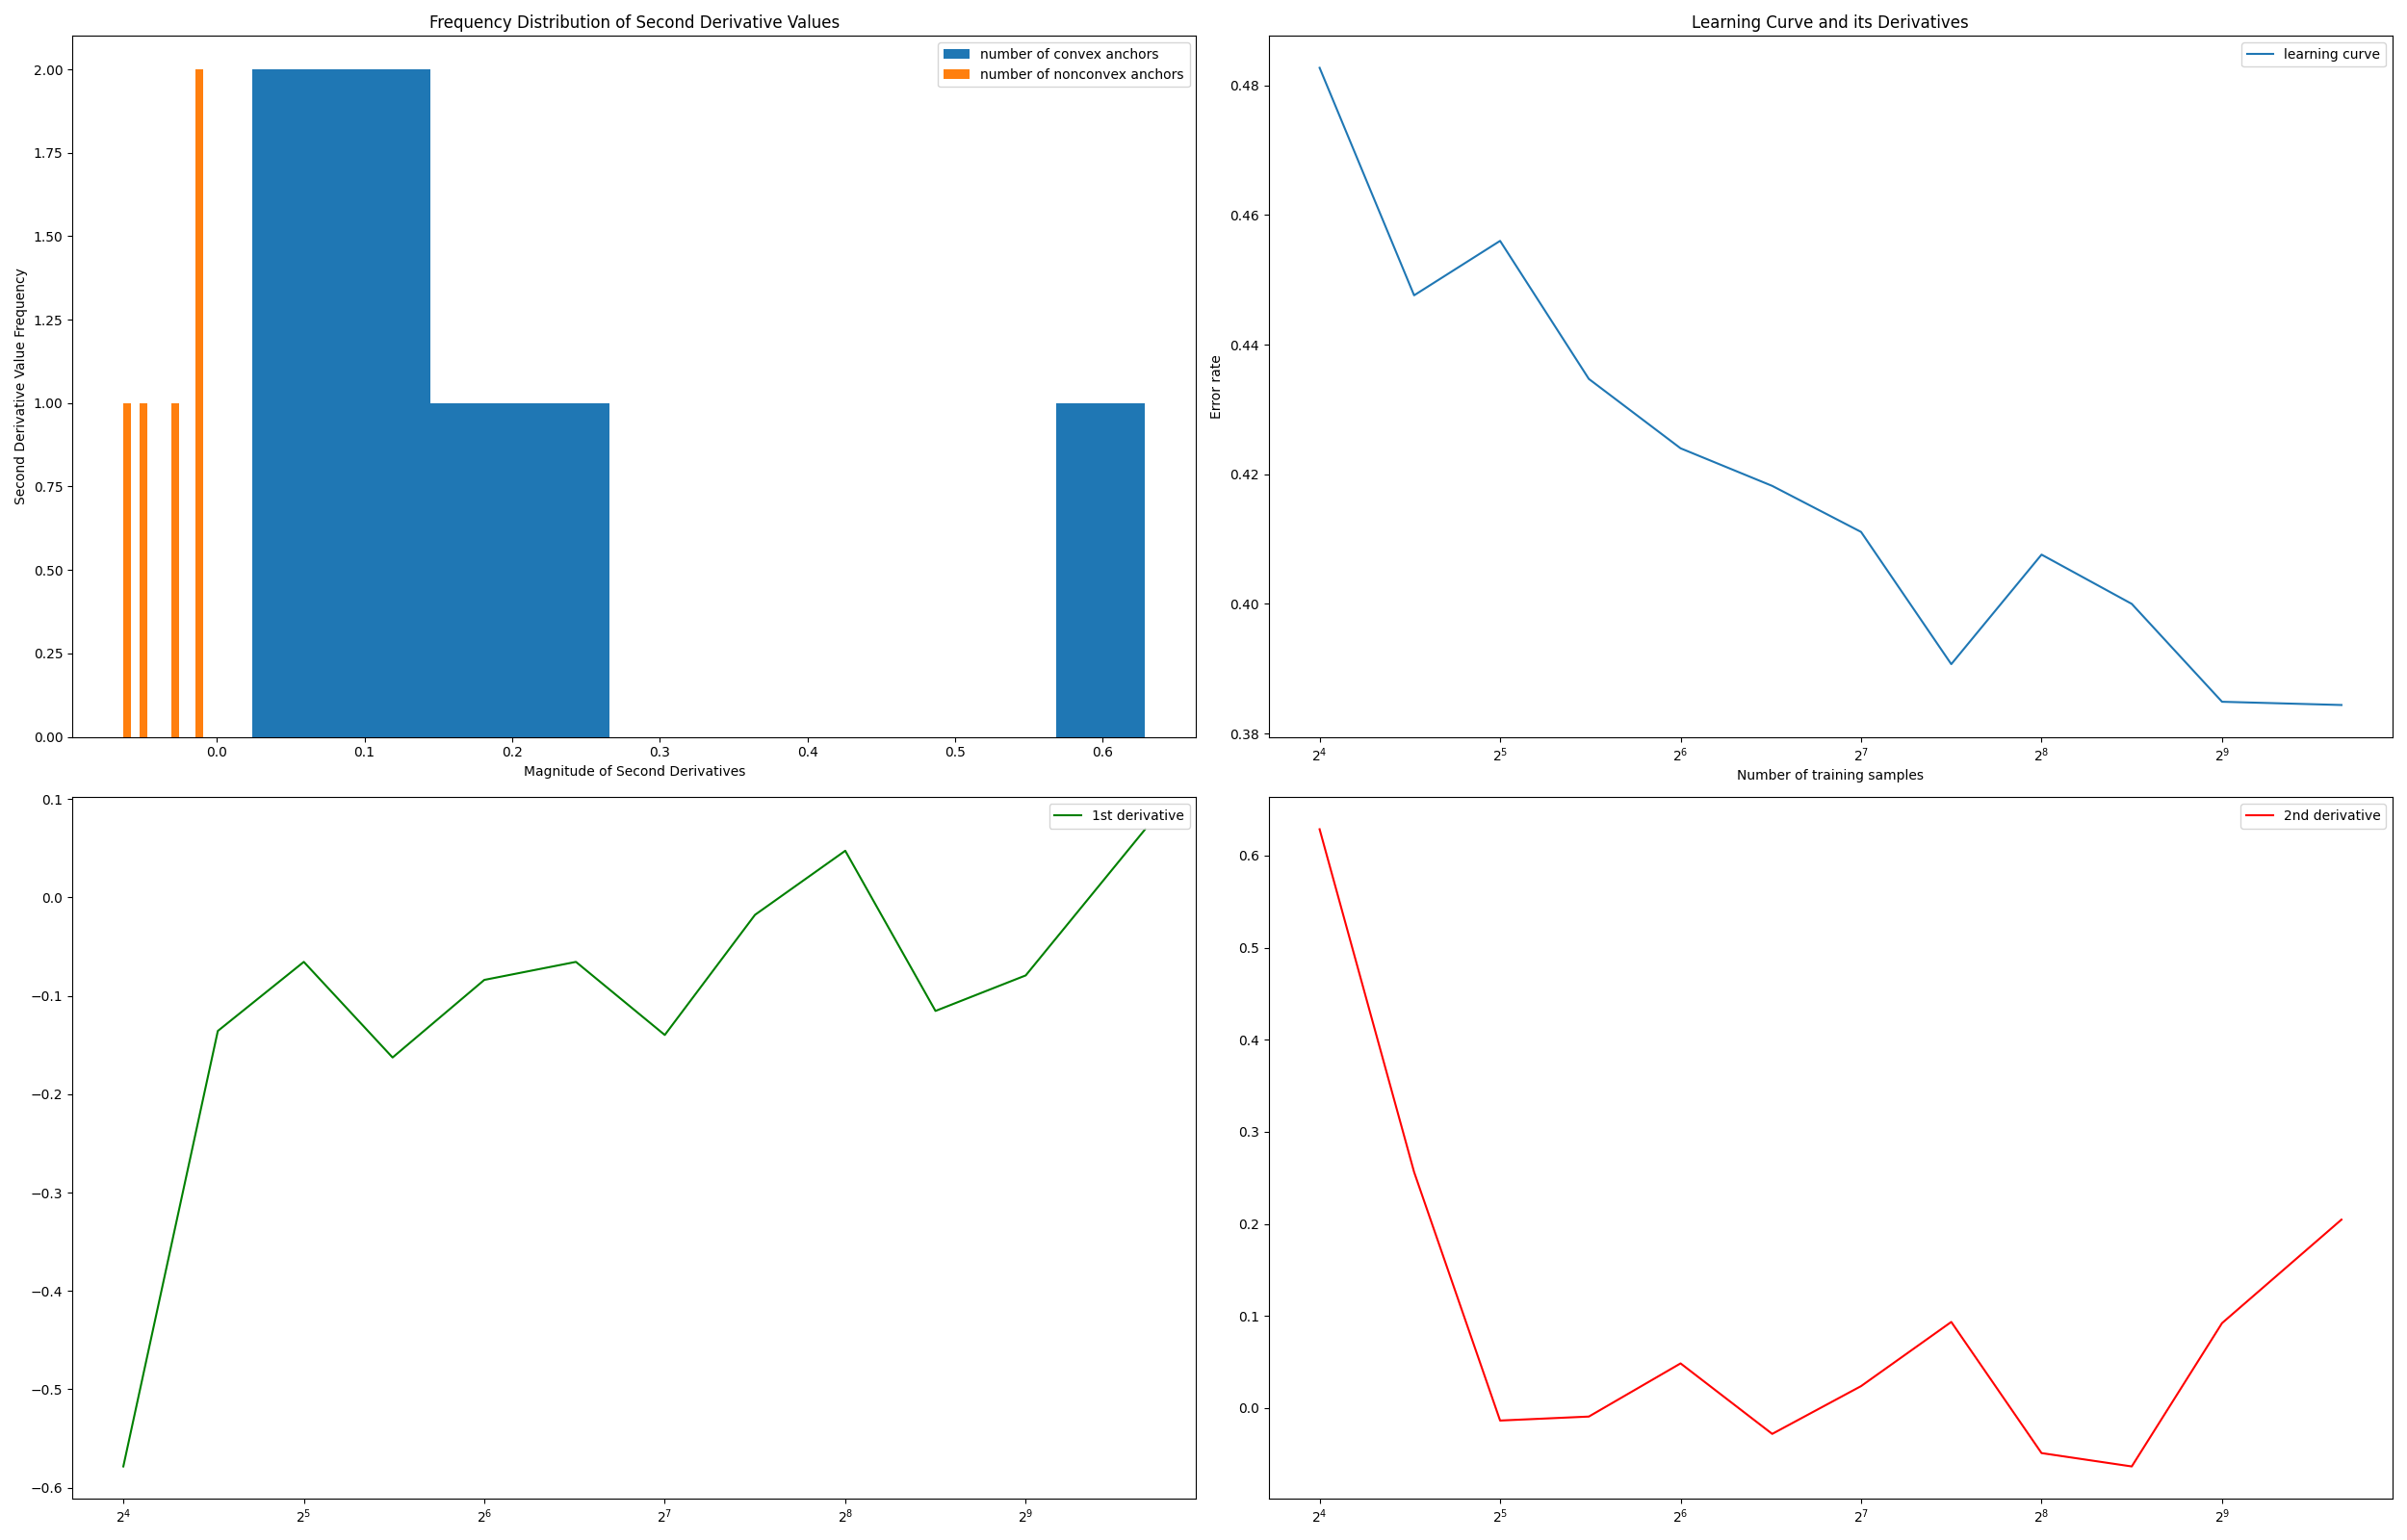 Frequency Distribution of Second Derivative Values
number of convex anchors
number of nonconvex anchors
Second Derivative Value Frequency
2.00
1.75
1.50
1.25
1.00
0.75
0.50
0.25
0.00
0.0 0.1 0.2 0.3 0.4 0.5 0.6
Magnitude of Second Derivatives
Learning Curve and its Derivatives
learning curve
Error rate
0.48
0.46
0.44
0.42
0.40
0.38
2⁴ 2⁵ 2⁶ 2⁷ 2⁸ 2⁹
Number of training samples
1st derivative
0.1
0.0
−0.1
−0.2
−0.3
−0.4
−0.5
−0.6
2⁴ 2⁵ 2⁶ 2⁷ 2⁸ 2⁹
2nd derivative
0.6
0.5
0.4
0.3
0.2
0.1
0.0
2⁴ 2⁵ 2⁶ 2⁷ 2⁸ 2⁹